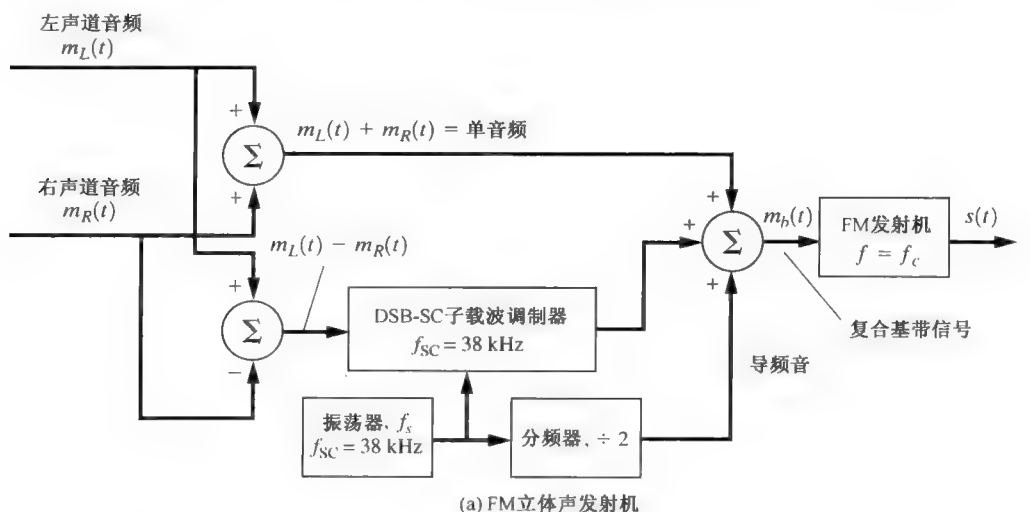 左声道音频
m_L(t)
+
Σ
+
m_L(t) + m_R(t) = 单音频
右声道音频
m_R(t)
m_L(t) − m_R(t)
+
Σ
−
DSB-SC子载波调制器
f_SC = 38 kHz
振荡器, f_s
f_SC = 38 kHz
分频器, ÷ 2
导频音
+
+
Σ
+
m_b(t)
FM发射机
f = f_c
s(t)
复合基带信号
(a) FM立体声发射机